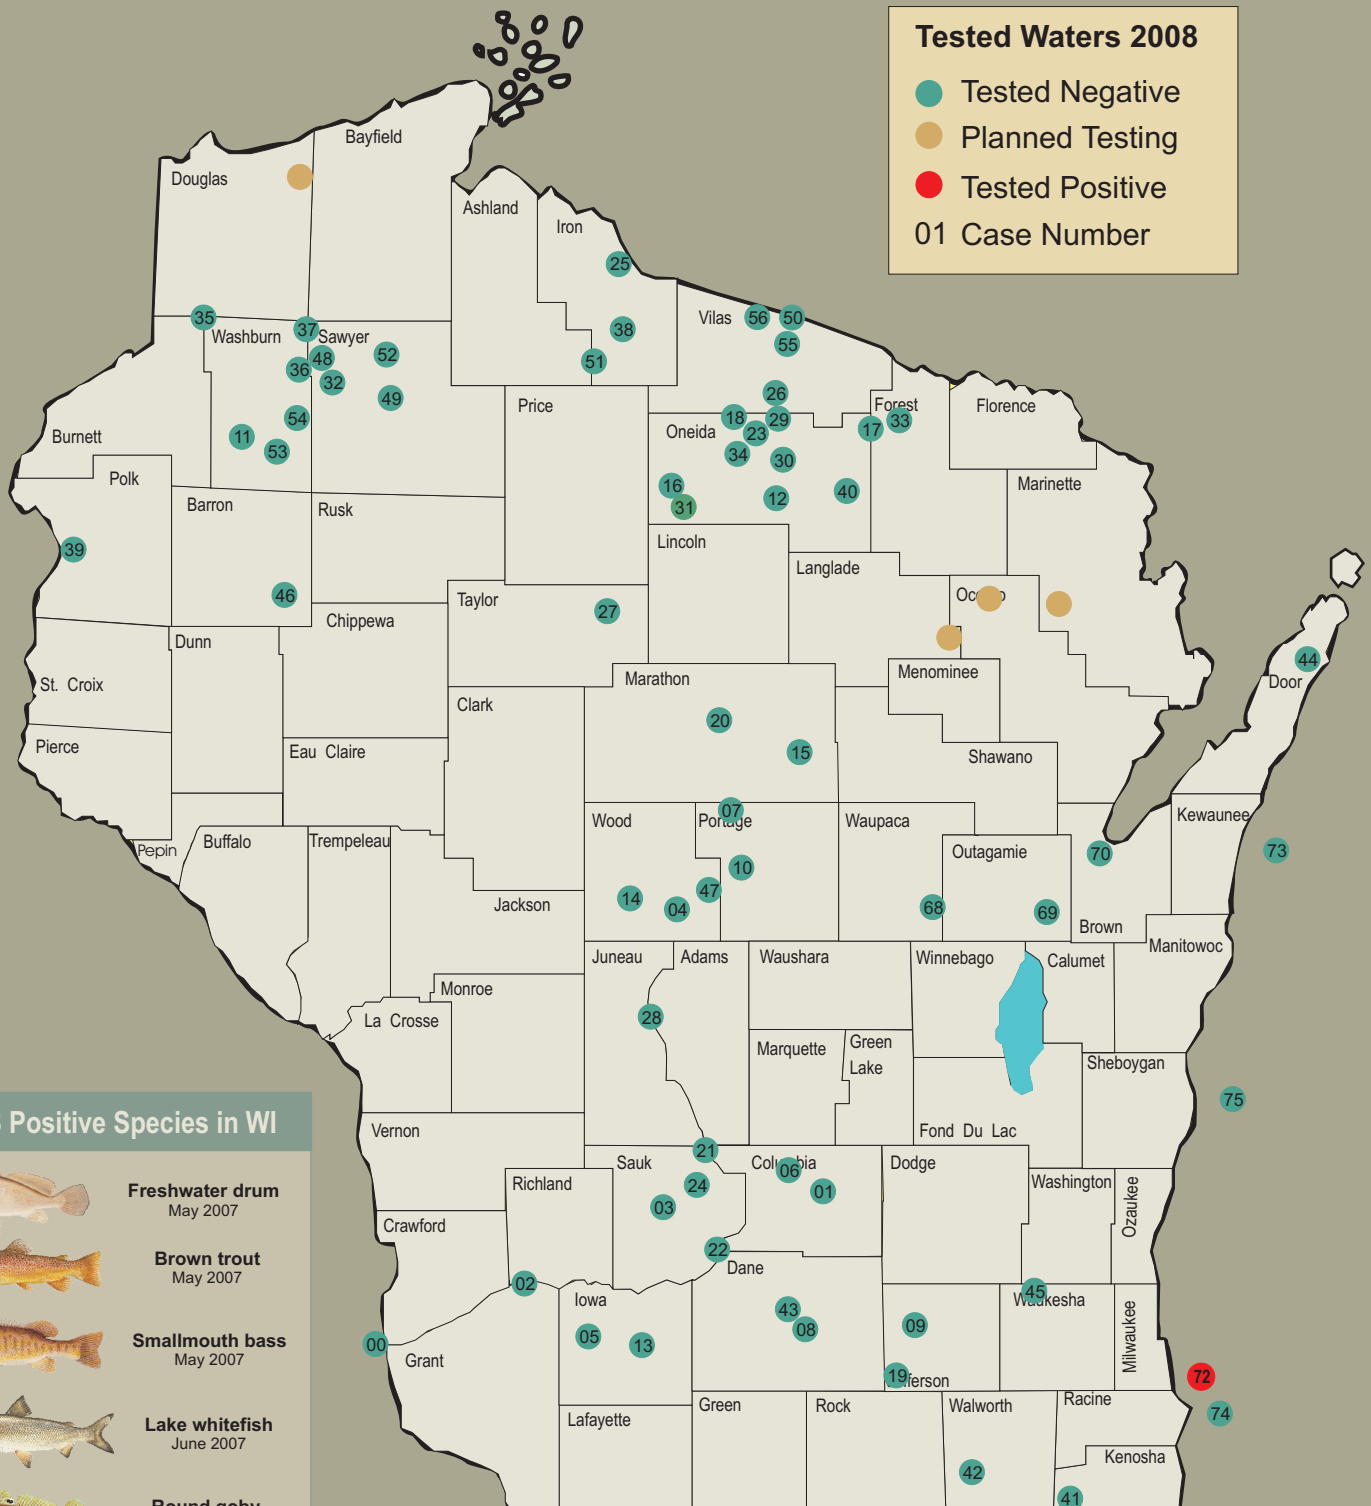 Tested Waters 2008
Tested Negative
Planned Testing
Tested Positive
01 Case Number
Bayfield
Douglas
Ashland
Iron
25
35
37
Washburn
Sawyer
48
52
36
32
49
54
11
53
38
51
Vilas
56
50
55
26
Forest
33
17
Florence
18
29
23
Oneida
34
30
16
31
12
40
Price
Burnett
Polk
Barron
Rusk
Marinette
39
46
Lincoln
Langlade
Taylor
27
Chippewa
Dunn
St. Croix
Pierce
Menominee
44
Door
Marathon
20
15
Clark
Eau Claire
Shawano
07
Wood
Portage
Waupaca
Outagamie
Kewaunee
73
70
Pepin
Buffalo
Trempeleau
10
47
14
04
68
69
Jackson
Brown
Manitowoc
Juneau
Adams
Waushara
Winnebago
Calumet
Monroe
La Crosse
28
Marquette
Green
Lake
Sheboygan
75
Positive Species in WI
Vernon
Fond Du Lac
21
Sauk
Columbia
06
01
Dodge
24
03
Richland
Washington
Ozaukee
Crawford
22
Dane
02
Iowa
45
Waukesha
Milwaukee
43
08
05
13
09
00
Grant
19
72
74
Lafayette
Green
Rock
Walworth
Racine
Kenosha
42
41
Freshwater drum
May 2007
Brown trout
May 2007
Smallmouth bass
May 2007
Lake whitefish
June 2007
Round goby